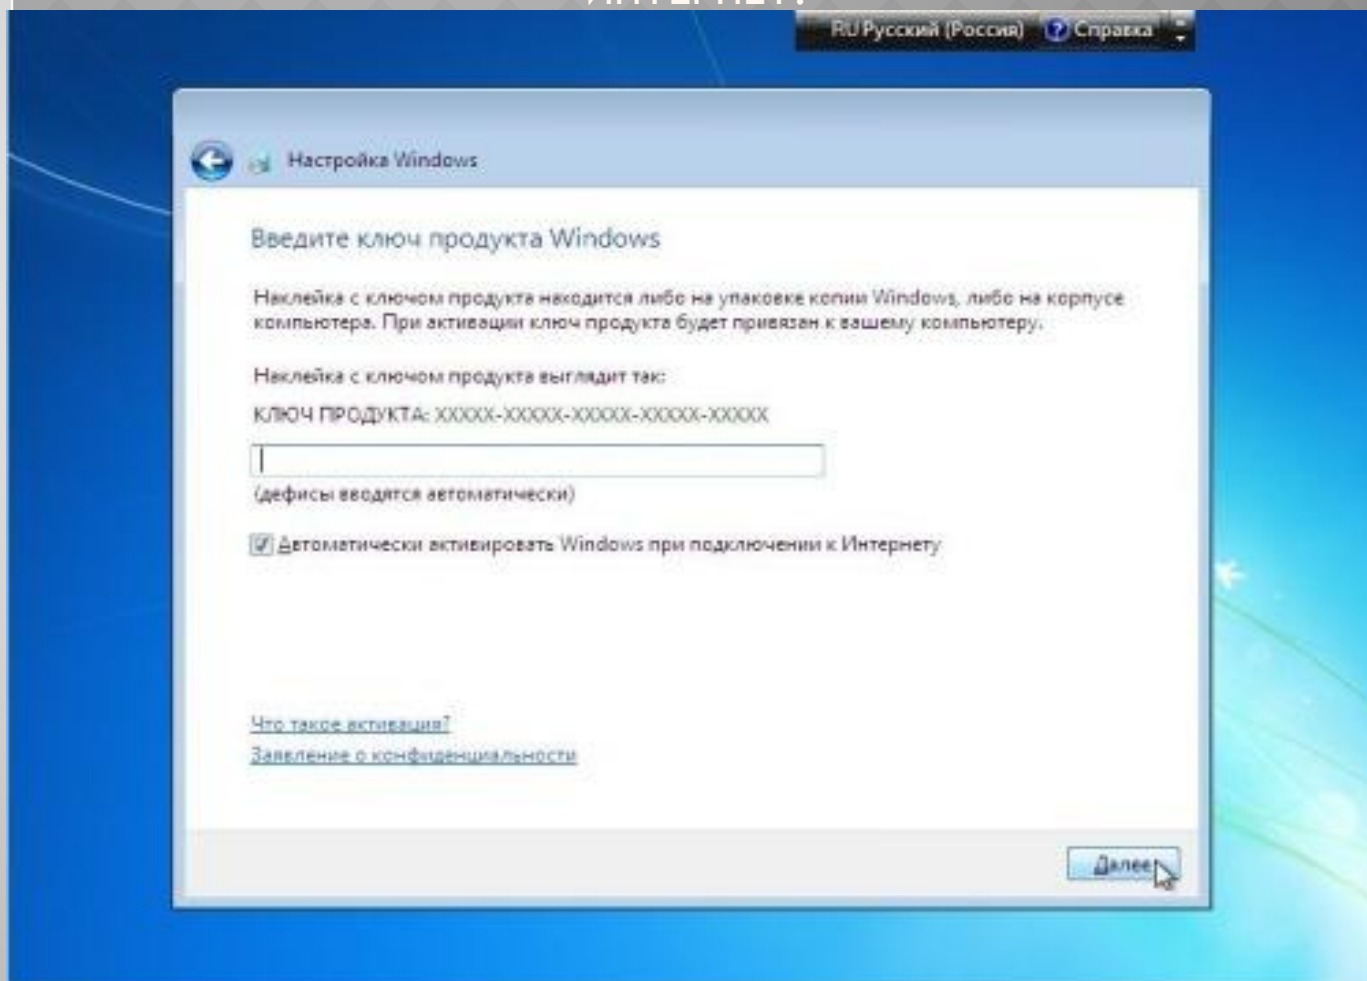 ИНТЕРНЕТ.
RU Русский (Россия) Справка
Настройка Windows
Введите ключ продукта Windows
Наклейка с ключом продукта находится либо на упаковке копии Windows, либо на корпусе
компьютера. При активации ключ продукта будет привязан к вашему компьютеру.
Наклейка с ключом продукта выглядит так:
КЛЮЧ ПРОДУКТА: XXXXX-XXXXX-XXXXX-XXXXX-XXXXX
(дефисы вводятся автоматически)
Автоматически активировать Windows при подключении к Интернету
Что такое активация?
Заявление о конфиденциальности
Далее